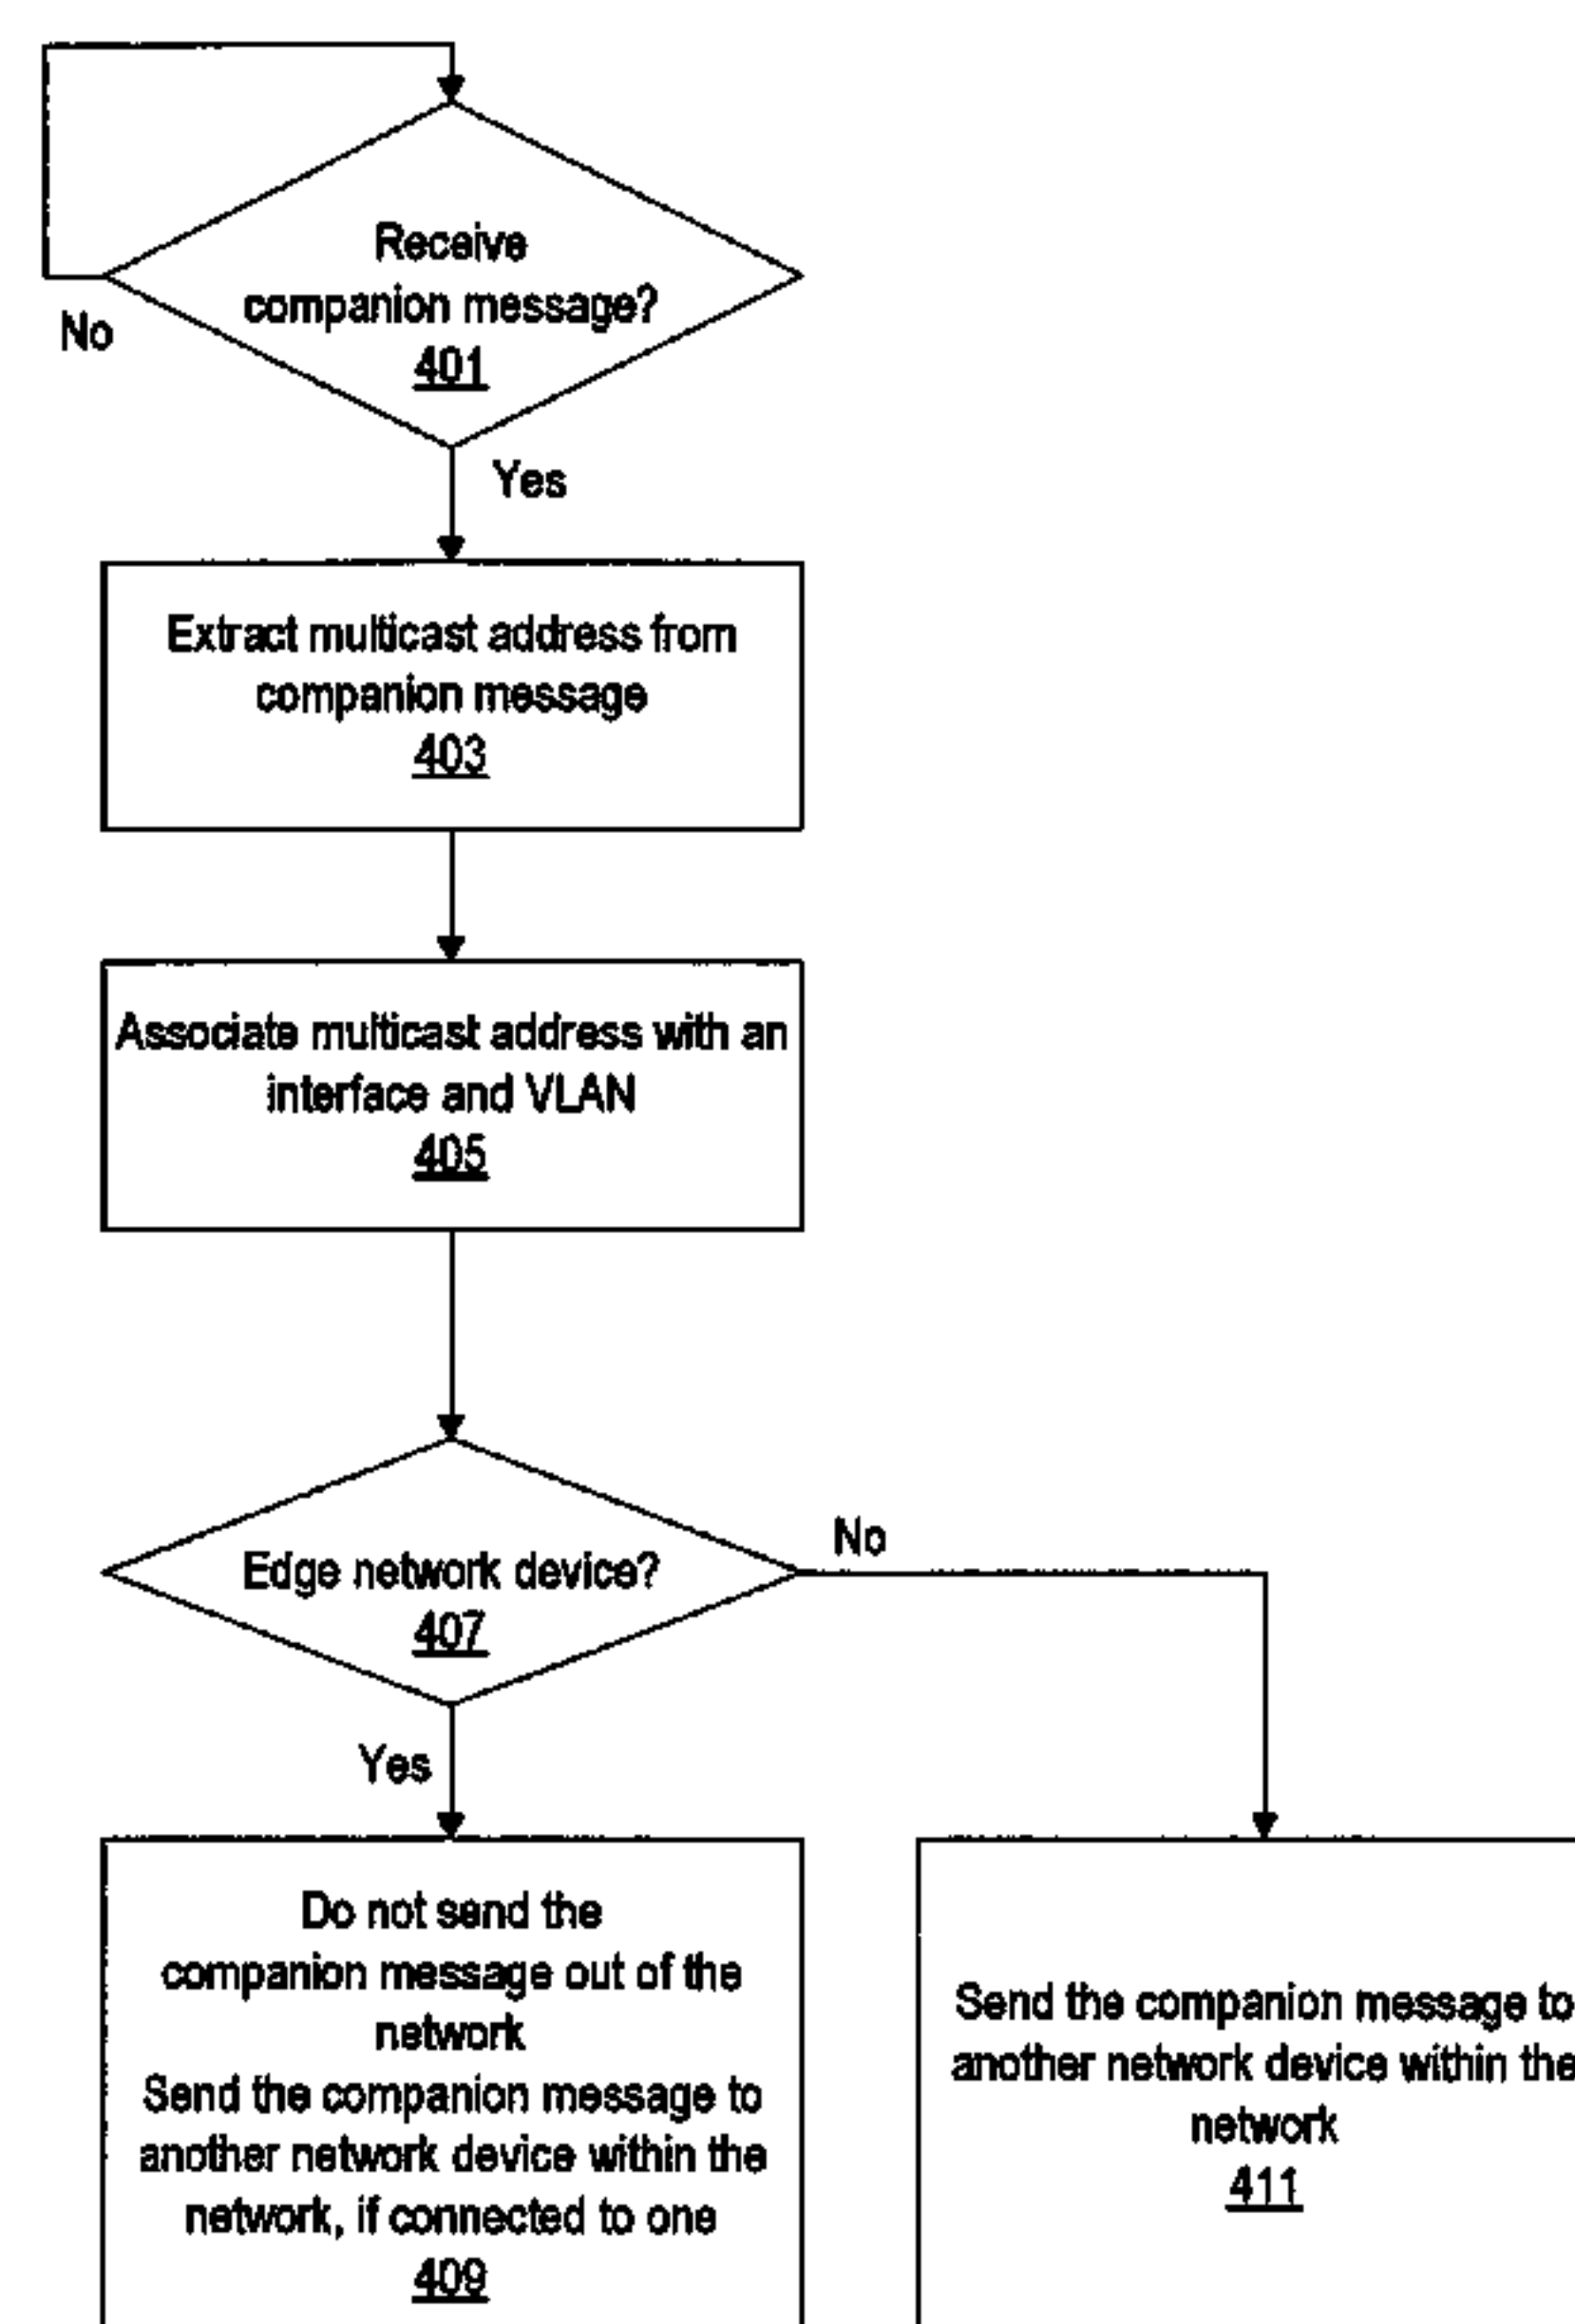 Receive
companion message?
401
No
Yes
Extract multicast address from
companion message
403
Associate multicast address with an
interface and VLAN
405
Edge network device?
407
No
Yes
Do not send the
companion message out of the
network
Send the companion message to
another network device within the
network, if connected to one
409
Send the companion message to
another network device within the
network
411